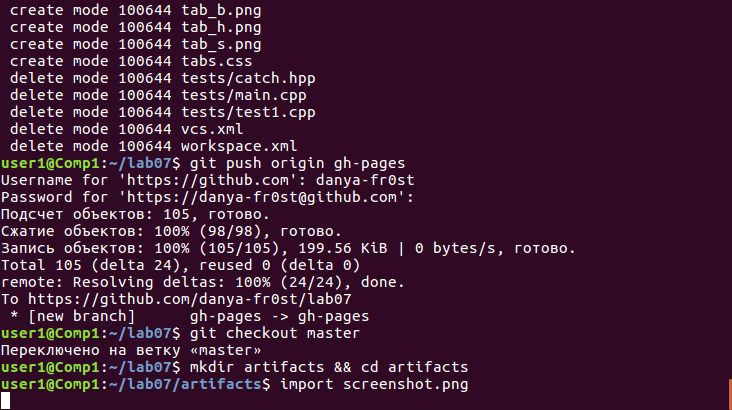 create mode 100644 tab_b.png
create mode 100644 tab_h.png
create mode 100644 tab_s.png
create mode 100644 tabs.css
delete mode 100644 tests/catch.hpp
delete mode 100644 tests/main.cpp
delete mode 100644 tests/test1.cpp
delete mode 100644 vcs.xml
delete mode 100644 workspace.xml
user1@Comp1:~/lab07$ git push origin gh-pages
Username for 'https://github.com': danya-fr0st
Password for 'https://danya-fr0st@github.com':
Подсчет объектов: 105, готово.
Сжатие объектов: 100% (98/98), готово.
Запись объектов: 100% (105/105), 199.56 KiB | 0 bytes/s, готово.
Total 105 (delta 24), reused 0 (delta 0)
remote: Resolving deltas: 100% (24/24), done.
To https://github.com/danya-fr0st/lab07
 * [new branch]      gh-pages -> gh-pages
user1@Comp1:~/lab07$ git checkout master
Переключено на ветку «master»
user1@Comp1:~/lab07$ mkdir artifacts && cd artifacts
user1@Comp1:~/lab07/artifacts$ import screenshot.png